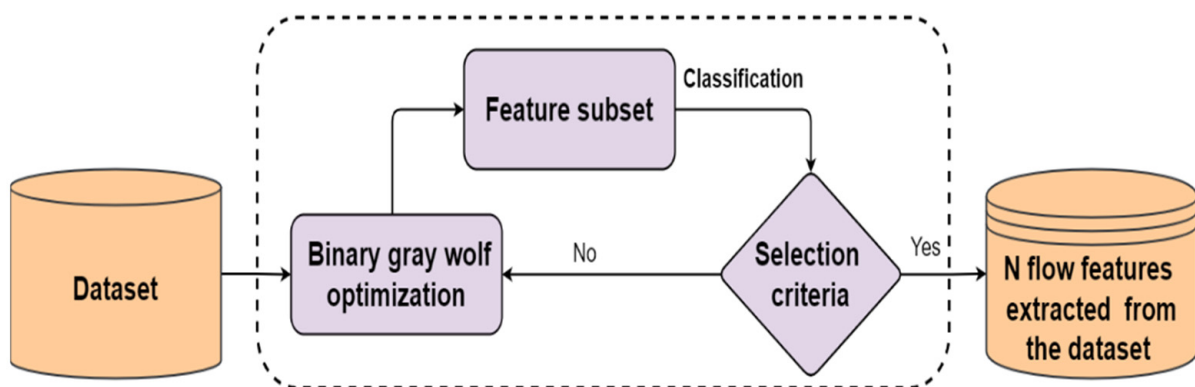 Classification
Feature subset
Dataset
Binary gray wolf
optimization
No
Selection
criteria
Yes
N flow features
extracted from
the dataset